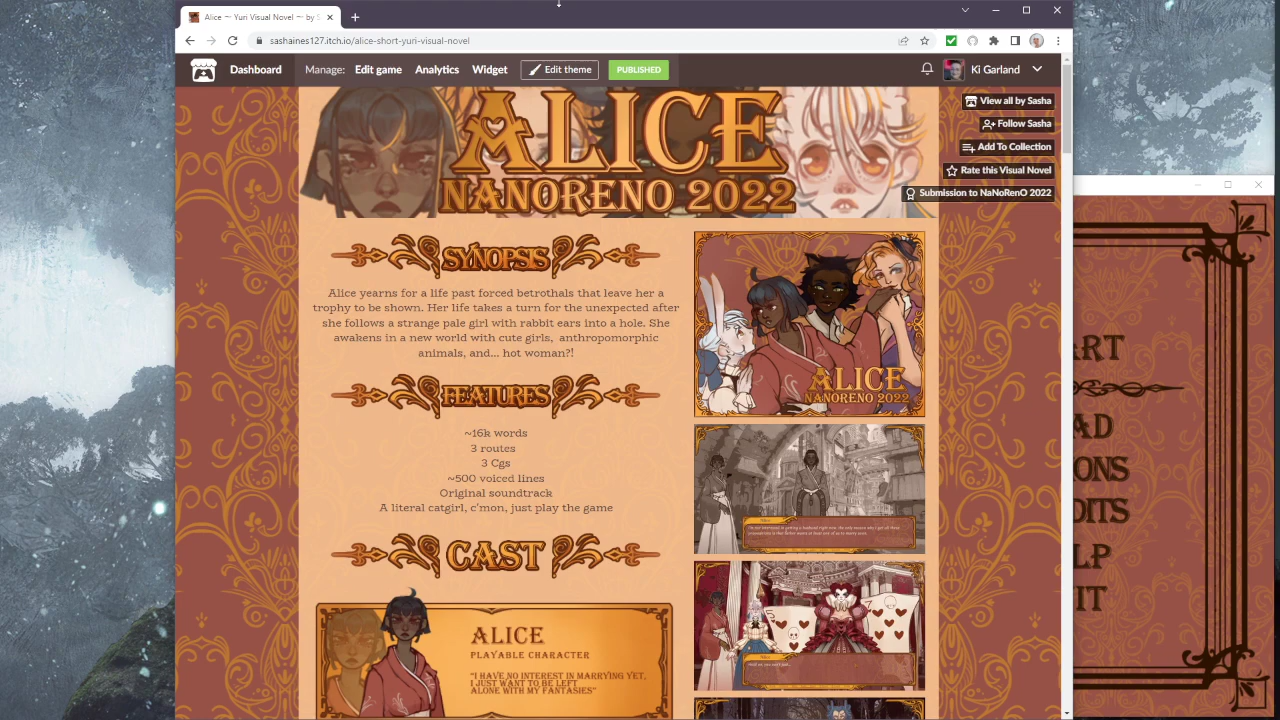 Alice ~ Yuri Visual Novel ~ by S
sashaines127.itch.io/alice-short-yuri-visual-novel
Dashboard
Manage:
Edit game
Analytics
Widget
Edit theme
PUBLISHED
Ki Garland
View all by Sasha
Follow Sasha
Add To Collection
Rate this Visual Novel
Submission to NaNoRenO 2022
ALICE
NANORENO 2022
SYNOPSIS
Alice yearns for a life past forced betrothals that leave her a
trophy to be shown. Her life takes a turn for the unexpected after
she follows a strange pale girl with rabbit ears into a hole. She
awakens in a new world with cute girls, anthropomorphic
animals, and... hot woman?!
FEATURES
~16k words
3 routes
3 Cgs
~500 voiced lines
Original soundtrack
A literal catgirl, c'mon, just play the game
CAST
ALICE
PLAYABLE CHARACTER
"I HAVE NO INTEREST IN MARRYING YET,
I JUST WANT TO BE LEFT
ALONE WITH MY FANTASIES"
ALICE
NANORENO 2022
ART
AD
IONS
DITS
LP
IT